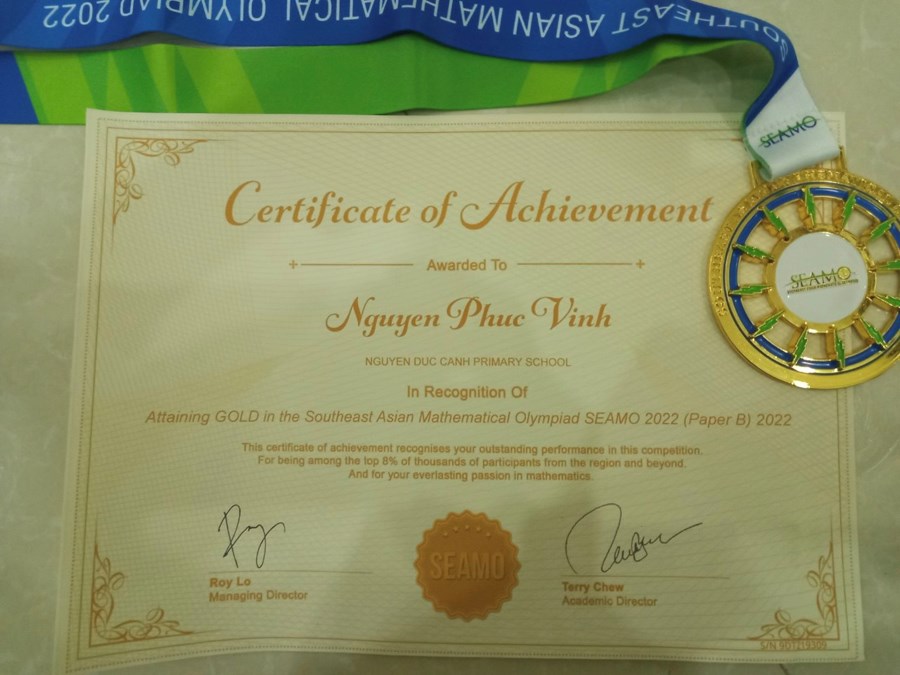 SOUTHEAST ASIAN MATHEMATICAL OLYMPIAD 2022
SEAMO
SEAMO
Certificate of Achievement
Awarded To
Nguyen Phuc Vinh
NGUYEN DUC CANH PRIMARY SCHOOL
In Recognition Of
Attaining GOLD in the Southeast Asian Mathematical Olympiad SEAMO 2022 (Paper B) 2022
This certificate of achievement recognises your outstanding performance in this competition.
For being among the top 8% of thousands of participants from the region and beyond.
And for your everlasting passion in mathematics.
SEAMO
Roy Lo
Managing Director
Terry Chew
Academic Director